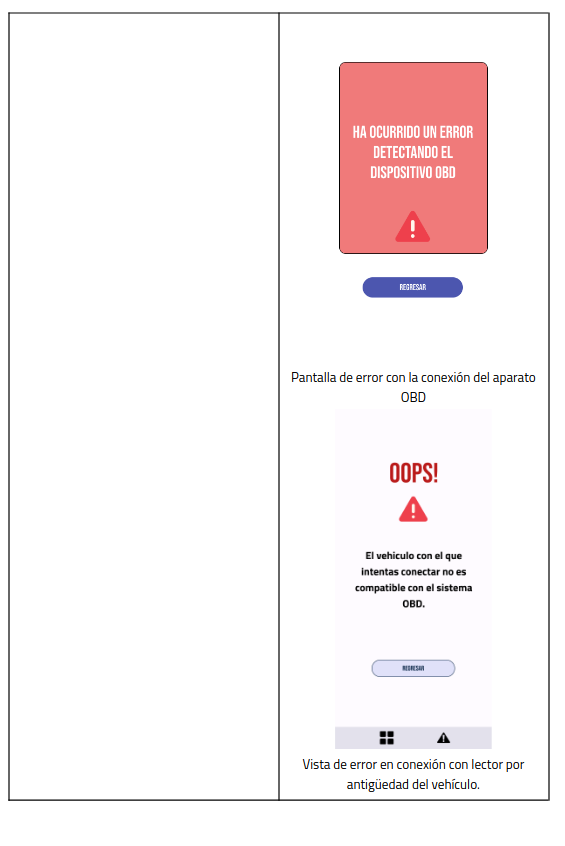 HA OCURRIDO UN ERROR
DETECTANDO EL
DISPOSITIVO OBD
REGRESAR
Pantalla de error con la conexión del aparato
OBD
OOPS!
El vehiculo con el que
intentas conectar no es
compatible con el sistema
OBD.
REGRESAR
Vista de error en conexión con lector por
antigüedad del vehículo.